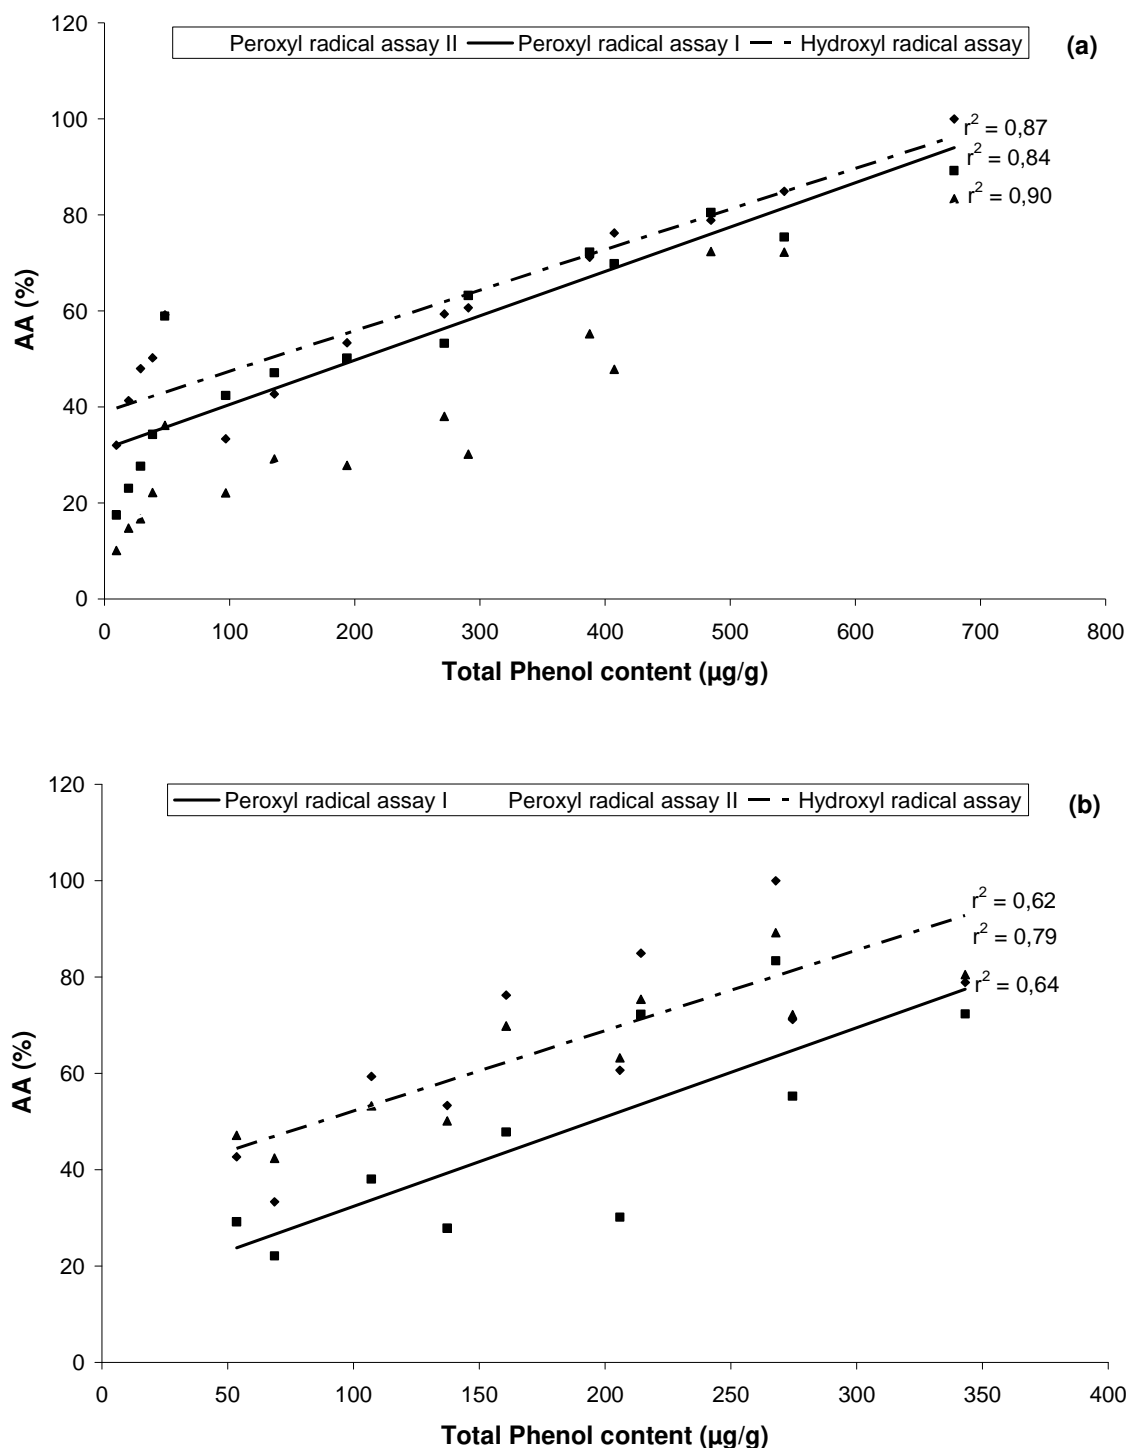 120
Peroxyl radical assay II Peroxyl radical assay I Hydroxyl radical assay (a)
100
r² = 0,87
r² = 0,84
r² = 0,90
80
60
AA (%)
40
20
0
0 100 200 300 400 500 600 700 800
Total Phenol content (µg/g)
120
Peroxyl radical assay I Peroxyl radical assay II Hydroxyl radical assay (b)
100
r² = 0,62
r² = 0,79
80
r² = 0,64
60
AA (%)
40
20
0
0 50 100 150 200 250 300 350 400
Total Phenol content (µg/g)